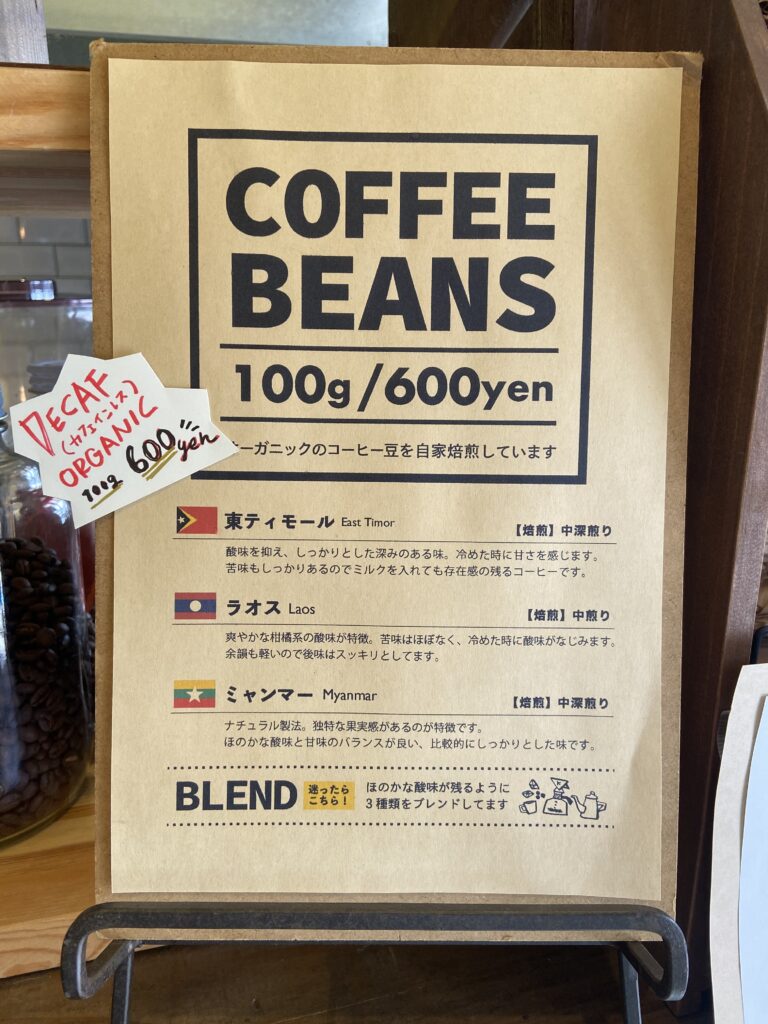 COFFEE
BEANS
100g/600yen
ーガニックのコーヒー豆を自家焙煎しています
DECAF
(カフェインレス)
ORGANIC
100g 600yen
東ティモール East Timor 【焙煎】中深煎り
酸味を抑え、しっかりとした深みのある味。冷めた時に甘さを感じます。
苦味もしっかりあるのでミルクを入れても存在感の残るコーヒーです。
ラオス Laos 【焙煎】中煎り
爽やかな柑橘系の酸味が特徴。苦味はほぼなく、冷めた時に酸味がなじみます。
余韻も軽いので後味はスッキリとしてます。
ミャンマー Myanmar 【焙煎】中深煎り
ナチュラル製法。独特な果実感があるのが特徴です。
ほのかな酸味と甘味のバランスが良い、比較的にしっかりとした味です。
BLEND 迷ったら こちら! ほのかな酸味が残るように
3種類をブレンドしてます